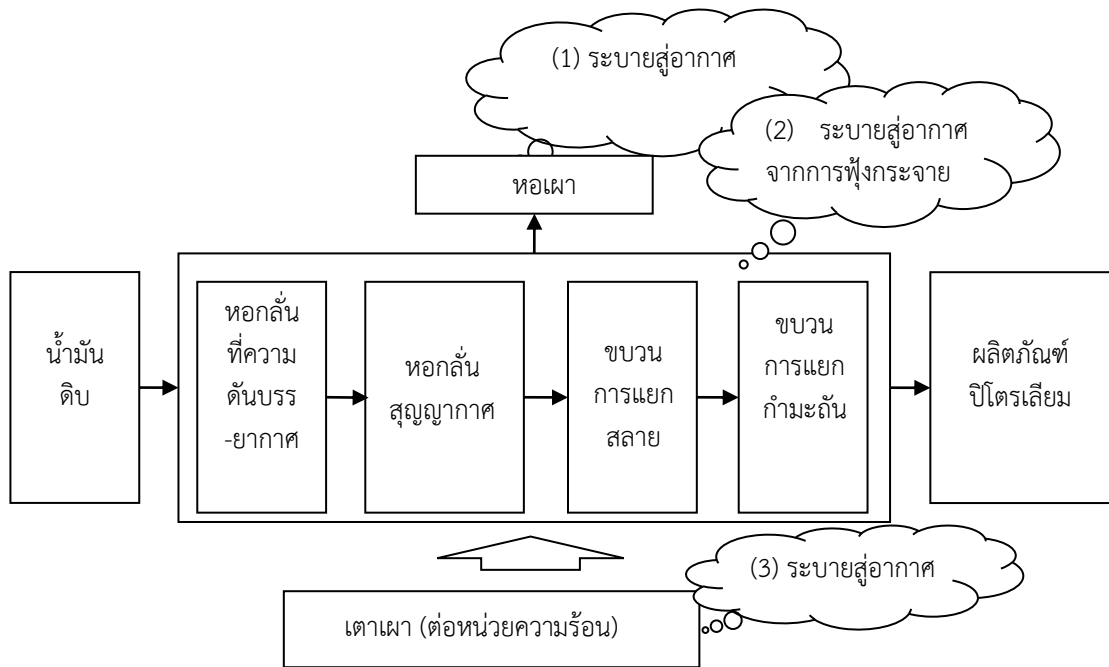 (1) ระบายสู่อากาศ
(2) ระบายสู่อากาศ
จากการฟุ้งกระจาย
หอเผา
น้ำมัน
ดิบ
หอกลั่น
ที่ความ
ดันบรร
-ยากาศ
หอกลั่น
สุญญากาศ
ขบวน
การแยก
สลาย
ขบวน
การแยก
กำมะถัน
ผลิตภัณฑ์
ปิโตรเลียม
(3) ระบายสู่อากาศ
เตาเผา (ต่อหน่วยความร้อน)